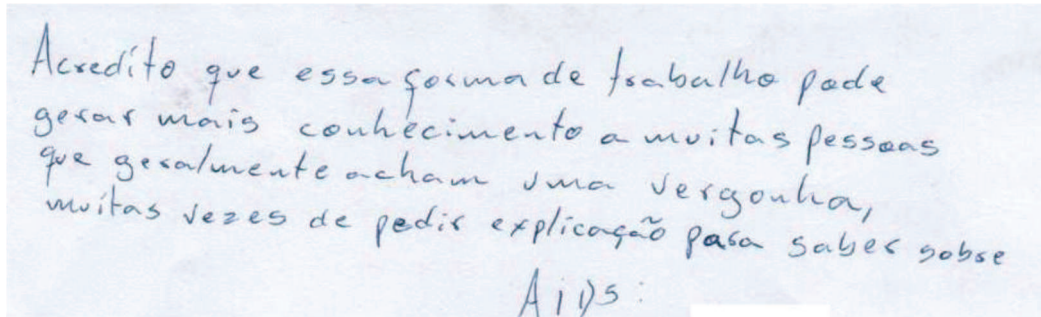 Acredito que essa forma de trabalho pode
gerar mais conhecimento a muitas pessoas
que geralmente acham uma vergonha,
muitas vezes de pedir explicação para saber sobre
AIDS: